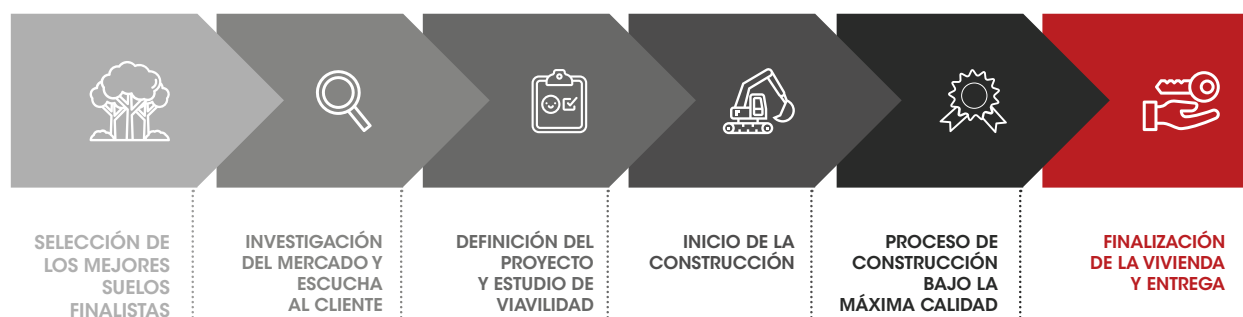 SELECCIÓN DE
LOS MEJORES
SUELOS
FINALISTAS
INVESTIGACIÓN
DEL MERCADO Y
ESCUCHA
AL CLIENTE
DEFINICIÓN DEL
PROYECTO
Y ESTUDIO DE
VIAVILIDAD
INICIO DE LA
CONSTRUCCIÓN
PROCESO DE
CONSTRUCCIÓN
BAJO LA
MÁXIMA CALIDAD
FINALIZACIÓN
DE LA VIVIENDA
Y ENTREGA